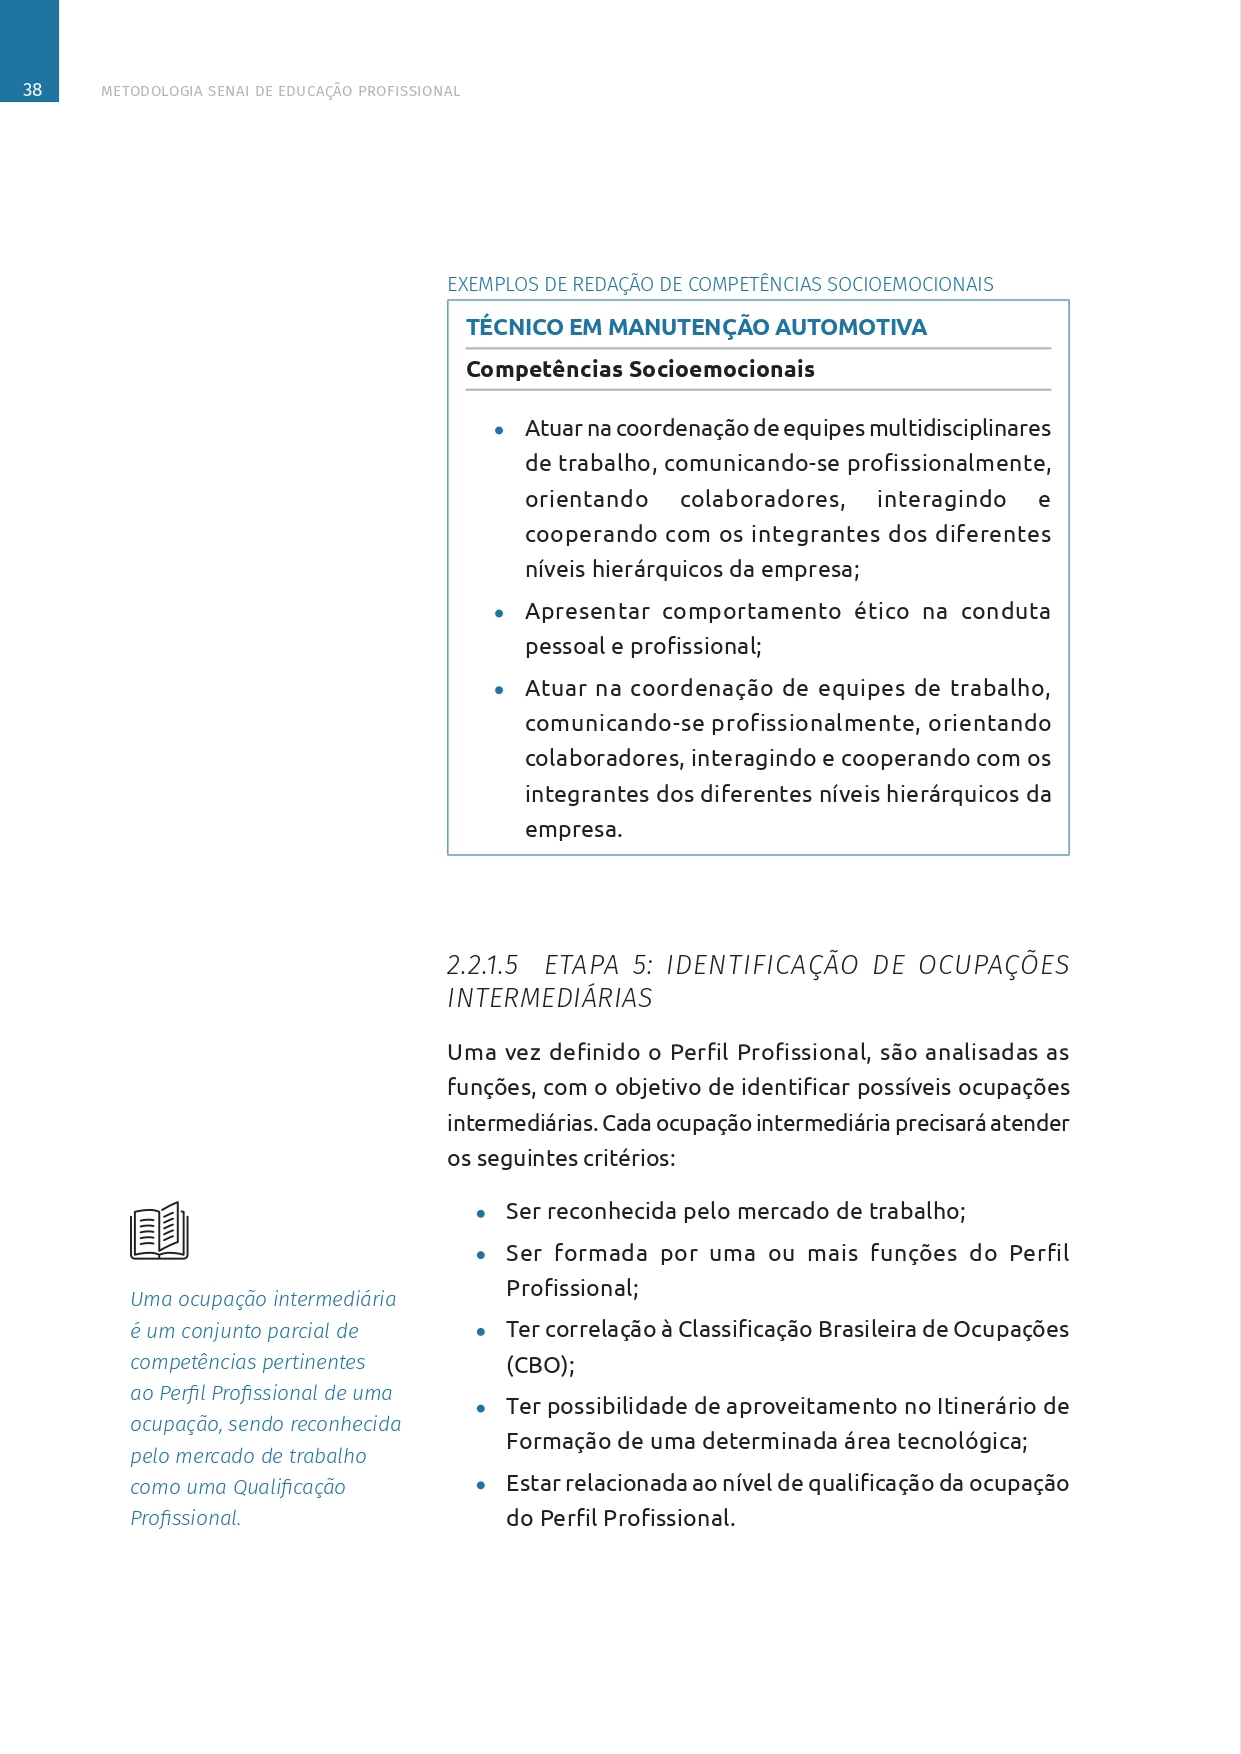 38
METODOLOGIA SENAI DE EDUCAÇÃO PROFISSIONAL
EXEMPLOS DE REDAÇÃO DE COMPETÊNCIAS SOCIOEMOCIONAIS
TÉCNICO EM MANUTENÇÃO AUTOMOTIVA
Competências Socioemocionais
• Atuar na coordenação de equipes multidisciplinares
de trabalho, comunicando-se profissionalmente,
orientando colaboradores, interagindo e
cooperando com os integrantes dos diferentes
níveis hierárquicos da empresa;
• Apresentar comportamento ético na conduta
pessoal e profissional;
• Atuar na coordenação de equipes de trabalho,
comunicando-se profissionalmente, orientando
colaboradores, interagindo e cooperando com os
integrantes dos diferentes níveis hierárquicos da
empresa.
2.2.1.5 ETAPA 5: IDENTIFICAÇÃO DE OCUPAÇÕES
INTERMEDIÁRIAS
Uma vez definido o Perfil Profissional, são analisadas as
funções, com o objetivo de identificar possíveis ocupações
intermediárias. Cada ocupação intermediária precisará atender
os seguintes critérios:
• Ser reconhecida pelo mercado de trabalho;
• Ser formada por uma ou mais funções do Perfil
Profissional;
• Ter correlação à Classificação Brasileira de Ocupações
(CBO);
• Ter possibilidade de aproveitamento no Itinerário de
Formação de uma determinada área tecnológica;
• Estar relacionada ao nível de qualificação da ocupação
do Perfil Profissional.
Uma ocupação intermediária
é um conjunto parcial de
competências pertinentes
ao Perfil Profissional de uma
ocupação, sendo reconhecida
pelo mercado de trabalho
como uma Qualificação
Profissional.